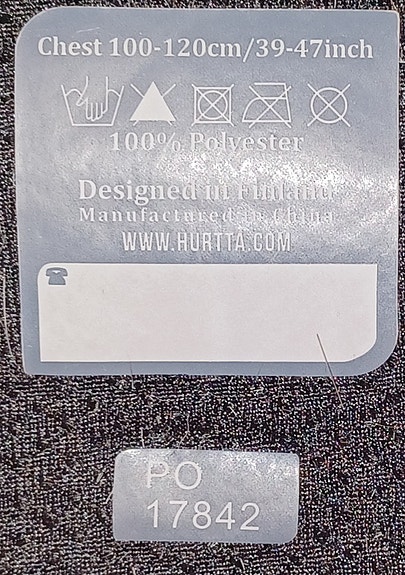 Chest 100-120cm/39-47inch
100% Polyester
Designed in Finland
Manufactured in China
WWW.HURTTA.COM
PO
17842